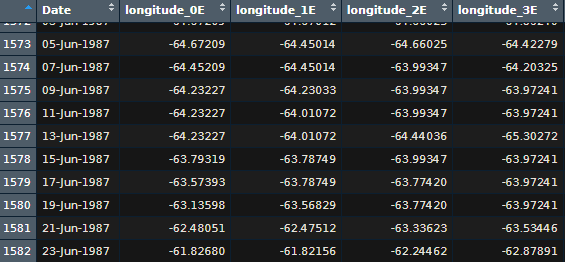 Date longitude_0E longitude_1E longitude_2E longitude_3E
1573 05-Jun-1987 -64.67209 -64.45014 -64.66025 -64.42279
1574 07-Jun-1987 -64.45209 -64.45014 -63.99347 -64.20325
1575 09-Jun-1987 -64.23227 -64.23033 -63.99347 -63.97241
1576 11-Jun-1987 -64.23227 -64.01072 -63.99347 -63.97241
1577 13-Jun-1987 -64.23227 -64.01072 -64.44036 -65.30272
1578 15-Jun-1987 -63.79319 -63.78749 -63.99347 -63.97241
1579 17-Jun-1987 -63.57393 -63.78749 -63.77420 -63.97241
1580 19-Jun-1987 -63.13598 -63.56829 -63.77420 -63.97241
1581 21-Jun-1987 -62.48051 -62.47512 -63.33623 -63.53446
1582 23-Jun-1987 -61.82680 -61.82156 -62.24462 -62.87891